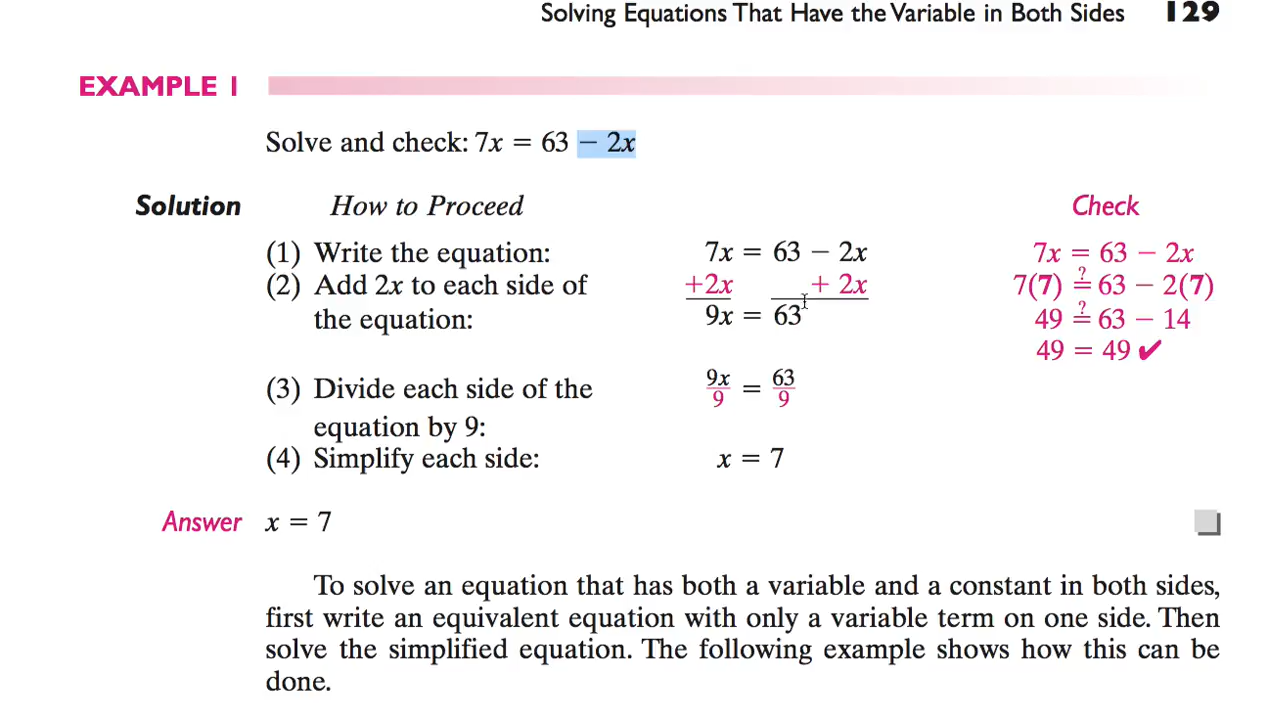 Solving Equations That Have the Variable in Both Sides 129
EXAMPLE 1
Solve and check: 7x = 63 − 2x
Solution How to Proceed Check
(1) Write the equation: 7x = 63 − 2x 7x = 63 − 2x
(2) Add 2x to each side of +2x + 2x 7(7) ≟ 63 − 2(7)
the equation: 9x = 63 49 ≟ 63 − 14
49 = 49 ✔
(3) Divide each side of the 9x/9 = 63/9
equation by 9:
(4) Simplify each side: x = 7
Answer x = 7
To solve an equation that has both a variable and a constant in both sides,
first write an equivalent equation with only a variable term on one side. Then
solve the simplified equation. The following example shows how this can be
done.